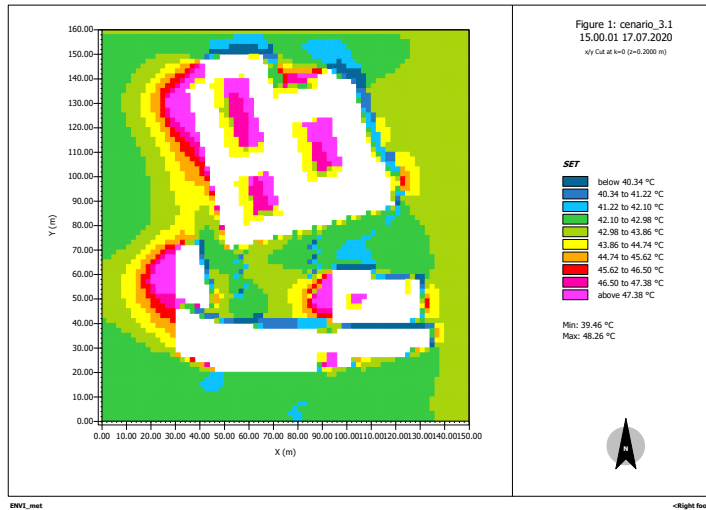 Figure 1: cenario_3.1
15.00.01 17.07.2020
x/y Cut at k=0 (z=0.2000 m)
160.00
150.00
140.00
130.00
120.00
110.00
100.00
90.00
80.00
70.00
60.00
50.00
40.00
30.00
20.00
10.00
0.00
Y (m)
0.00 10.00 20.00 30.00 40.00 50.00 60.00 70.00 80.00 90.00 100.00 110.00 120.00 130.00 140.00 150.00
X (m)
SET
below 40.34 °C
40.34 to 41.22 °C
41.22 to 42.10 °C
42.10 to 42.98 °C
42.98 to 43.86 °C
43.86 to 44.74 °C
44.74 to 45.62 °C
45.62 to 46.50 °C
46.50 to 47.38 °C
above 47.38 °C
Min: 39.46 °C
Max: 48.26 °C
N
ENVI_met
<Right foo